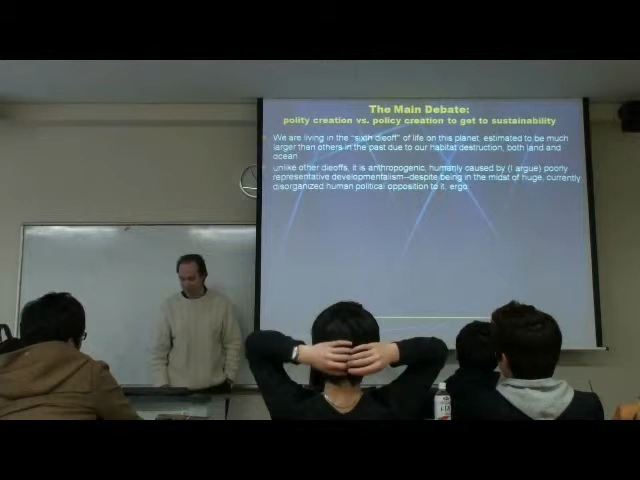 The Main Debate:
polity creation vs. policy creation to get to sustainability
We are living in the "sixth dieoff" of life on this planet, estimated to be much
larger than others in the past due to our habitat destruction, both land and
ocean.
unlike other dieoffs, it is anthropogenic, humanly caused by (I argue) poorly
representative developmentalism--despite being in the midst of huge, currently
disorganized human political opposition to it, ergo